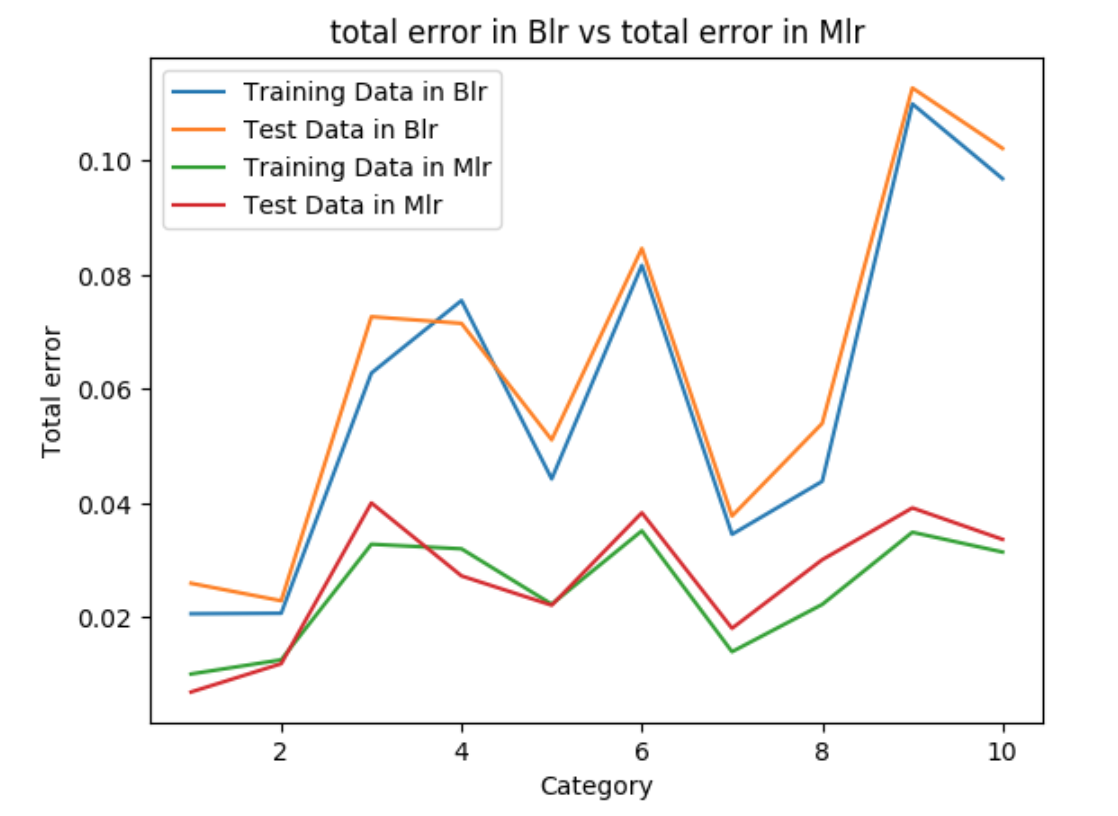 total error in Blr vs total error in Mlr
Training Data in Blr
Test Data in Blr
Training Data in Mlr
Test Data in Mlr
0.10
0.08
0.06
0.04
0.02
Total error
2 4 6 8 10
Category